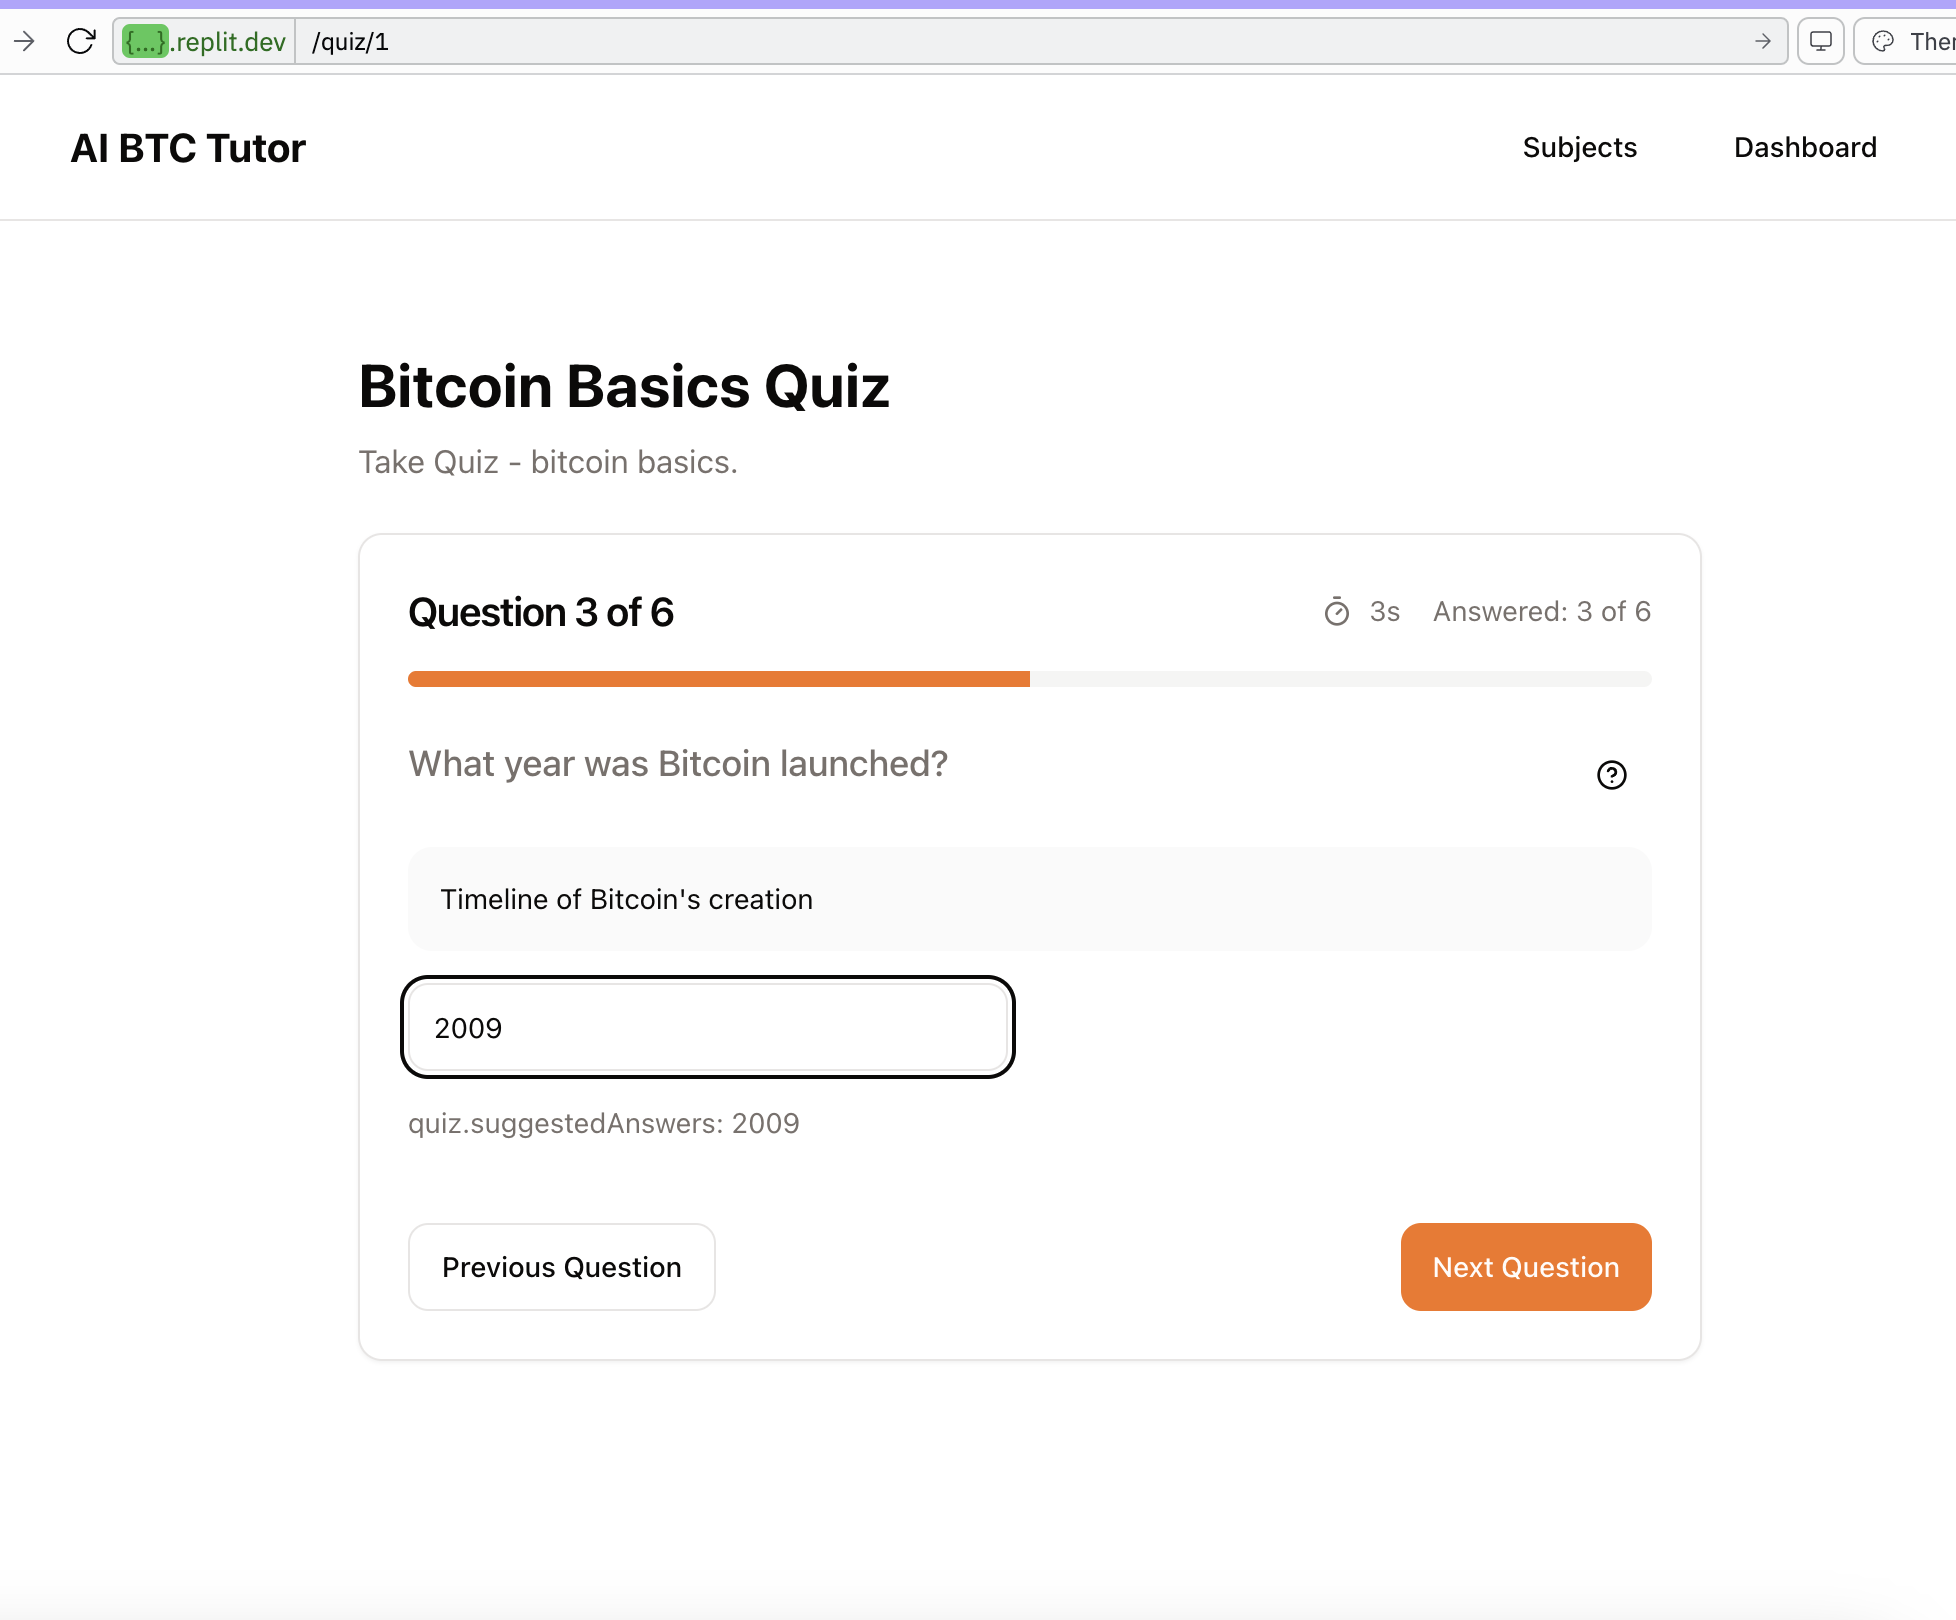 {...}.replit.dev /quiz/1
AI BTC Tutor
Subjects
Dashboard
Bitcoin Basics Quiz
Take Quiz - bitcoin basics.
Question 3 of 6
3s
Answered: 3 of 6
What year was Bitcoin launched?
Timeline of Bitcoin's creation
2009
quiz.suggestedAnswers: 2009
Previous Question
Next Question